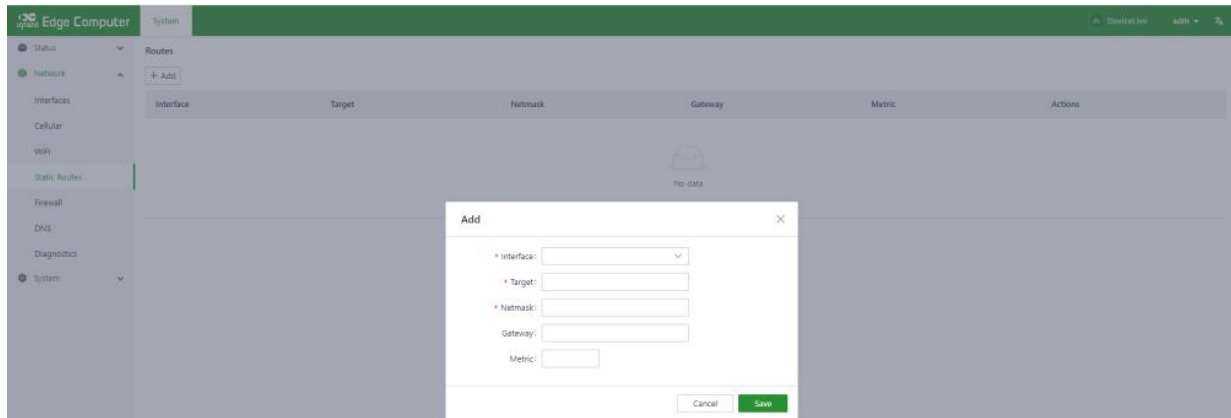 Edge Computer
System
DeviceLive
adm
Status
Network
Interfaces
Cellular
WiFi
Static Routes
Firewall
DNS
Diagnostics
System
Routes
+ Add
Interface Target Netmask Gateway Metric Actions
No data
Add
* Interface:
* Target:
* Netmask:
Gateway:
Metric:
Cancel Save